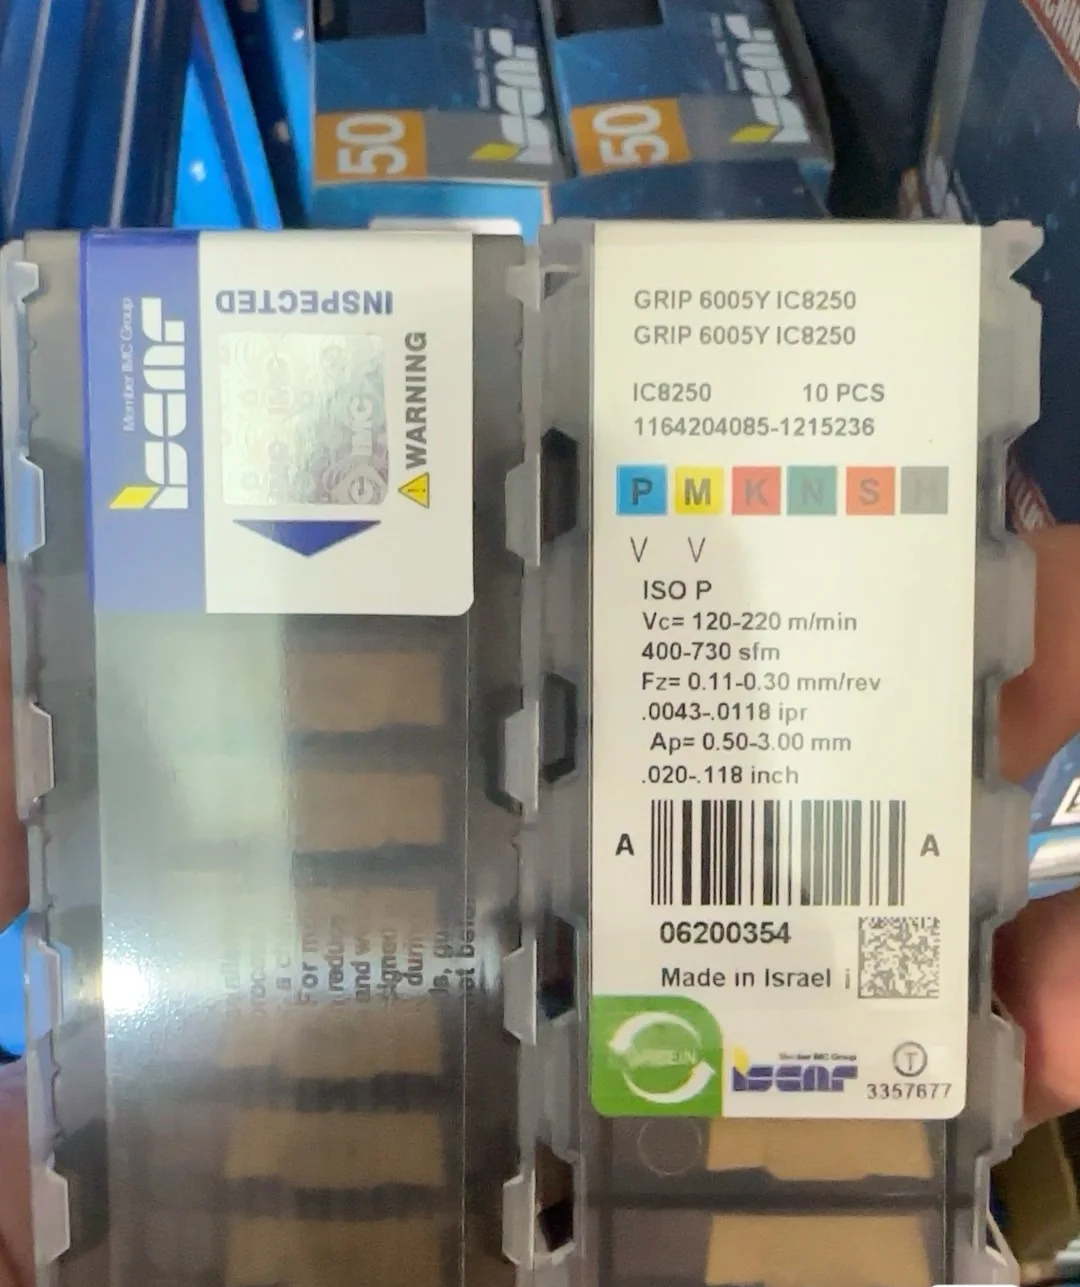 50
ISCAR
50
ISCAR
Member IMC Group
ISCAR
INSPECTED
WARNING
GRIP 6005Y IC8250
GRIP 6005Y IC8250
IC8250 10 PCS
1164204085-1215236
P M K N S H
V V
ISO P
Vc= 120-220 m/min
400-730 sfm
Fz= 0.11-0.30 mm/rev
.0043-.0118 ipr
Ap= 0.50-3.00 mm
.020-.118 inch
A A
06200354
Made in Israel i
Member IMC Group
ISCAR
T
3357677